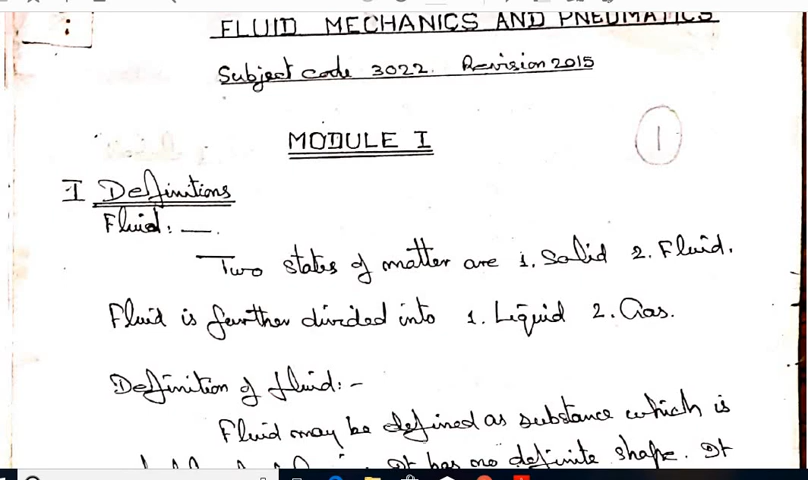 FLUID MECHANICS AND PNEUMATICS
Subject code 3022. Revision 2015
MODULE I
1
I Definitions
Fluid: —.
Two states of matter are 1. Solid 2. Fluid.
Fluid is further divided into 1. Liquid 2. Gas.
Definition of fluid:-
Fluid may be defined as substance which is
It has no definite shape. It